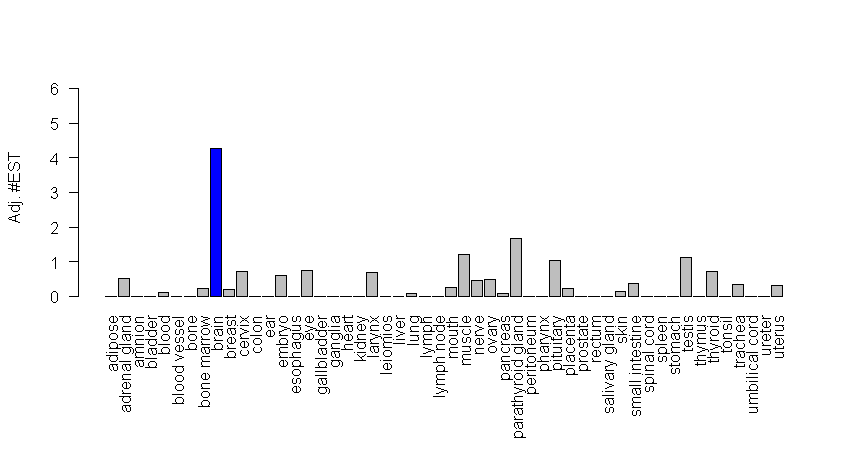 Adj. #EST
6
5
4
3
2
1
0
adipose
adrenal gland
amnion
bladder
blood
blood vessel
bone
bone marrow
brain
breast
cervix
colon
ear
embryo
esophagus
eye
gallbladder
ganglia
heart
kidney
larynx
leiomios
liver
lung
lymph
lymph node
mouth
muscle
nerve
ovary
pancreas
parathyroid gland
peritoneum
pharynx
pituitary
placenta
prostate
rectum
salivary gland
skin
small intestine
spinal cord
spleen
stomach
testis
thymus
thyroid
tonsil
trachea
umbilical cord
ureter
uterus